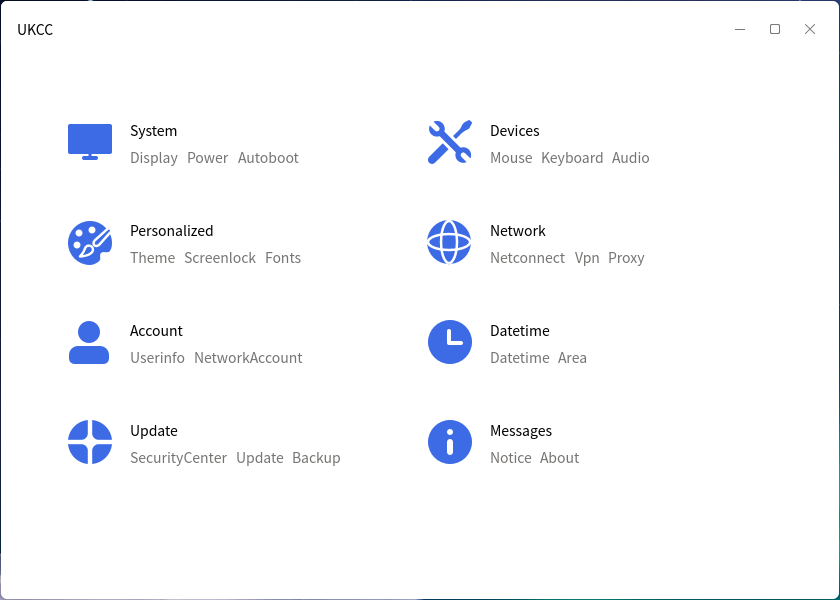 UKCC
System
Display Power Autoboot
Devices
Mouse Keyboard Audio
Personalized
Theme Screenlock Fonts
Network
Netconnect Vpn Proxy
Account
Userinfo NetworkAccount
Datetime
Datetime Area
Update
SecurityCenter Update Backup
Messages
Notice About